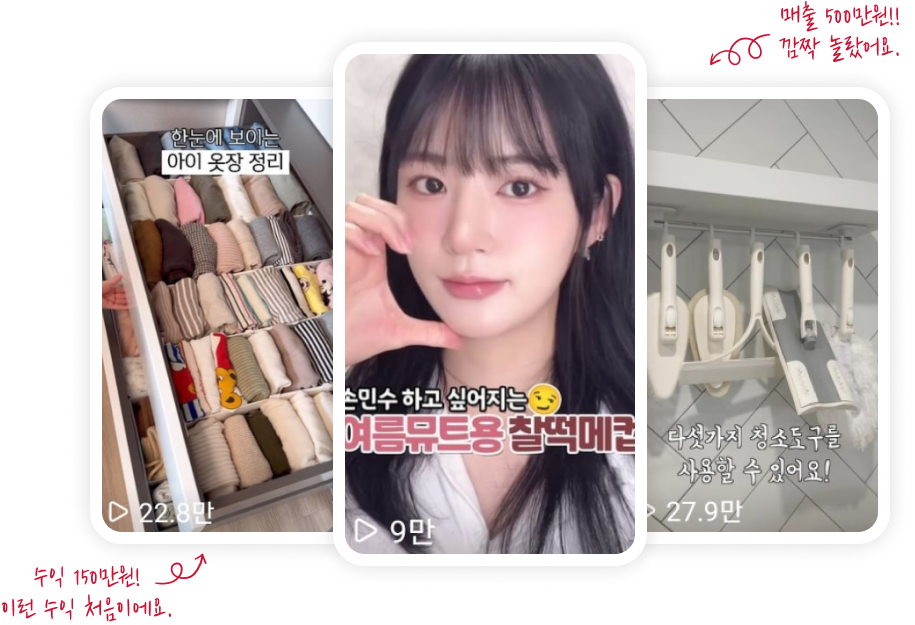 매출 500만원!!
깜짝 놀랐어요.
한눈에 보이는
아이 옷장 정리
22.8만
손민수 하고 싶어지는
여름뮤트용 찰떡메컵
9만
다섯가지 청소도구를
사용할 수 있어요!
27.9만
수익 150만원!
이런 수익 처음이에요.